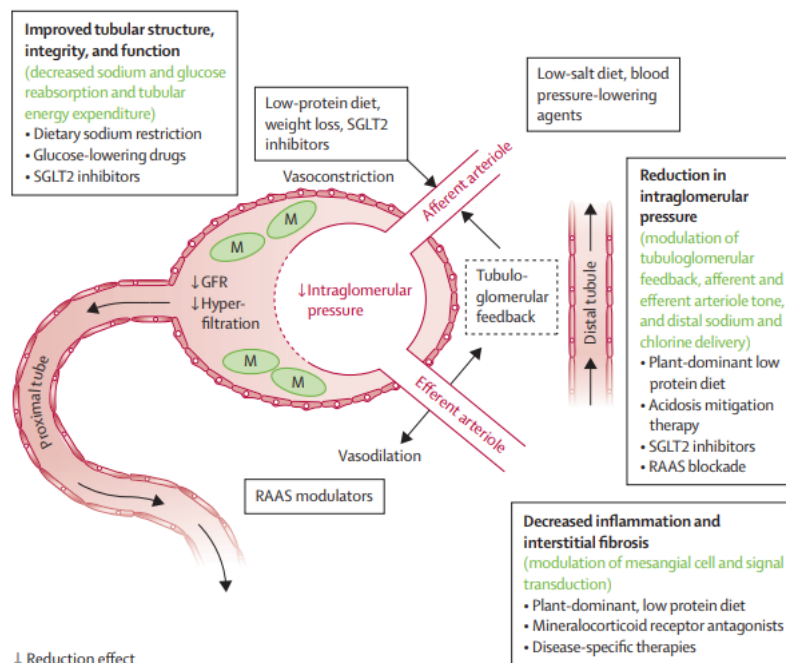 Improved tubular structure,
integrity, and function
(decreased sodium and glucose
reabsorption and tubular
energy expenditure)
• Dietary sodium restriction
• Glucose-lowering drugs
• SGLT2 inhibitors
Low-protein diet,
weight loss, SGLT2
inhibitors
Low-salt diet, blood
pressure-lowering
agents
Vasoconstriction
Afferent arteriole
M
M
↓GFR
↓Hyper-
filtration
↓Intraglomerular
pressure
Tubulo-
glomerular
feedback
M
M
Efferent arteriole
Vasodilation
Proximal tube
RAAS modulators
Distal tubule
Reduction in
intraglomerular
pressure
(modulation of
tubuloglomerular
feedback, afferent and
efferent arteriole tone,
and distal sodium and
chlorine delivery)
• Plant-dominant low
protein diet
• Acidosis mitigation
therapy
• SGLT2 inhibitors
• RAAS blockade
Decreased inflammation and
interstitial fibrosis
(modulation of mesangial cell and signal
transduction)
• Plant-dominant, low protein diet
• Mineralocorticoid receptor antagonists
• Disease-specific therapies
↓ Reduction effect